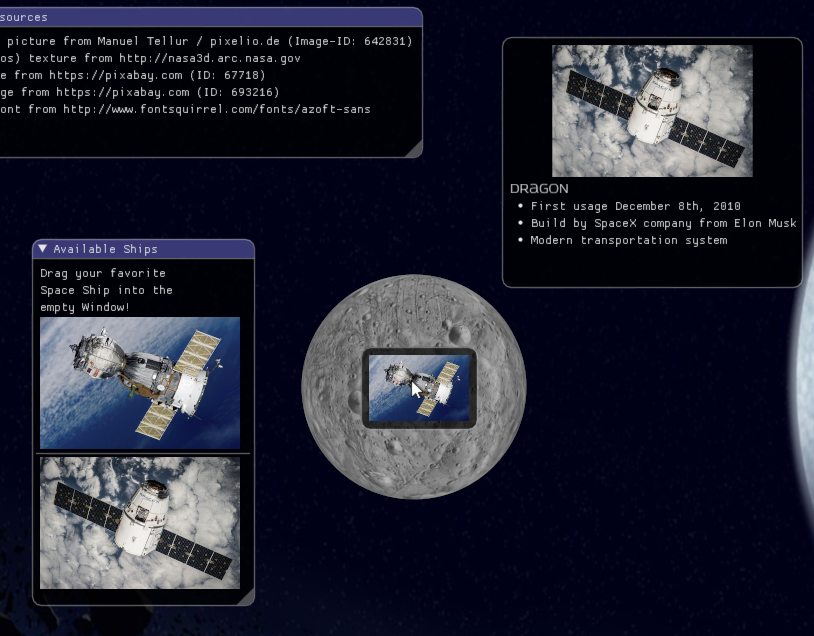 sources
picture from Manuel Tellur / pixelio.de (Image-ID: 642831)
os) texture from http://nasa3d.arc.nasa.gov
e from https://pixabay.com (ID: 67718)
ge from https://pixabay.com (ID: 693216)
ont from http://www.fontsquirrel.com/fonts/azoft-sans
DRAGON
• First usage December 8th, 2010
• Build by SpaceX company from Elon Musk
• Modern transportation system
Available Ships
Drag your favorite
Space Ship into the
empty Window!